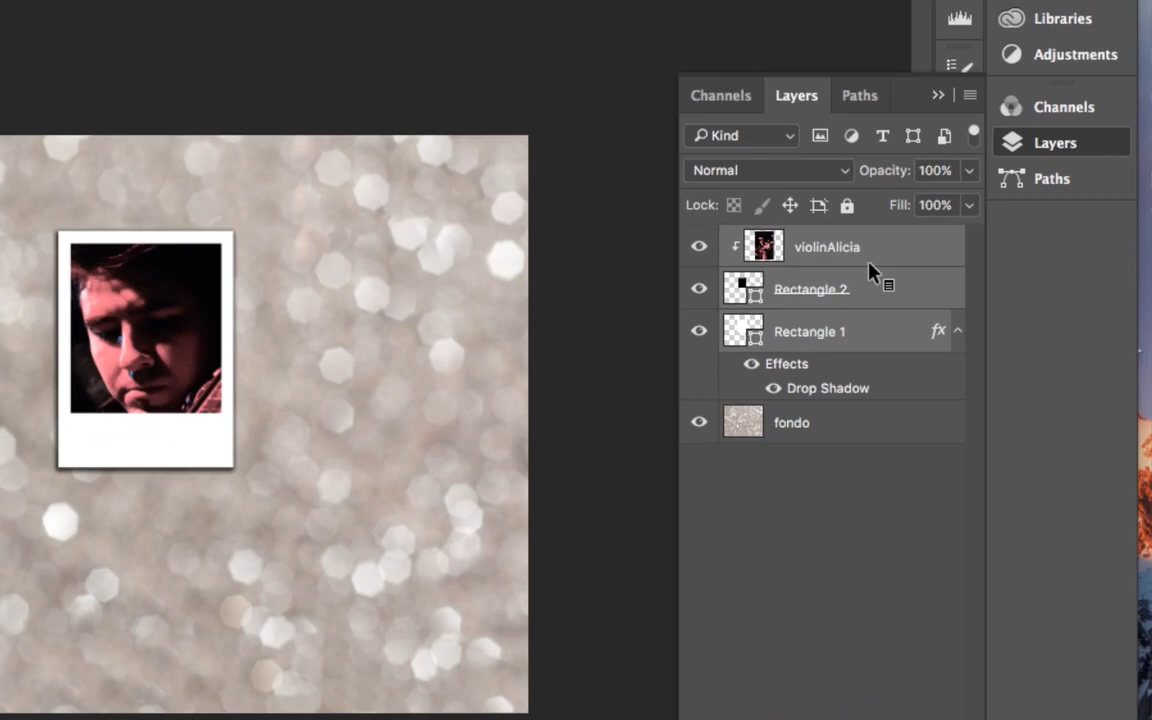 Libraries
Adjustments
Channels Layers Paths
Channels
Kind
Layers
Normal Opacity: 100%
Paths
Lock: Fill: 100%
violinAlicia
Rectangle 2
Rectangle 1 fx
Effects
Drop Shadow
fondo